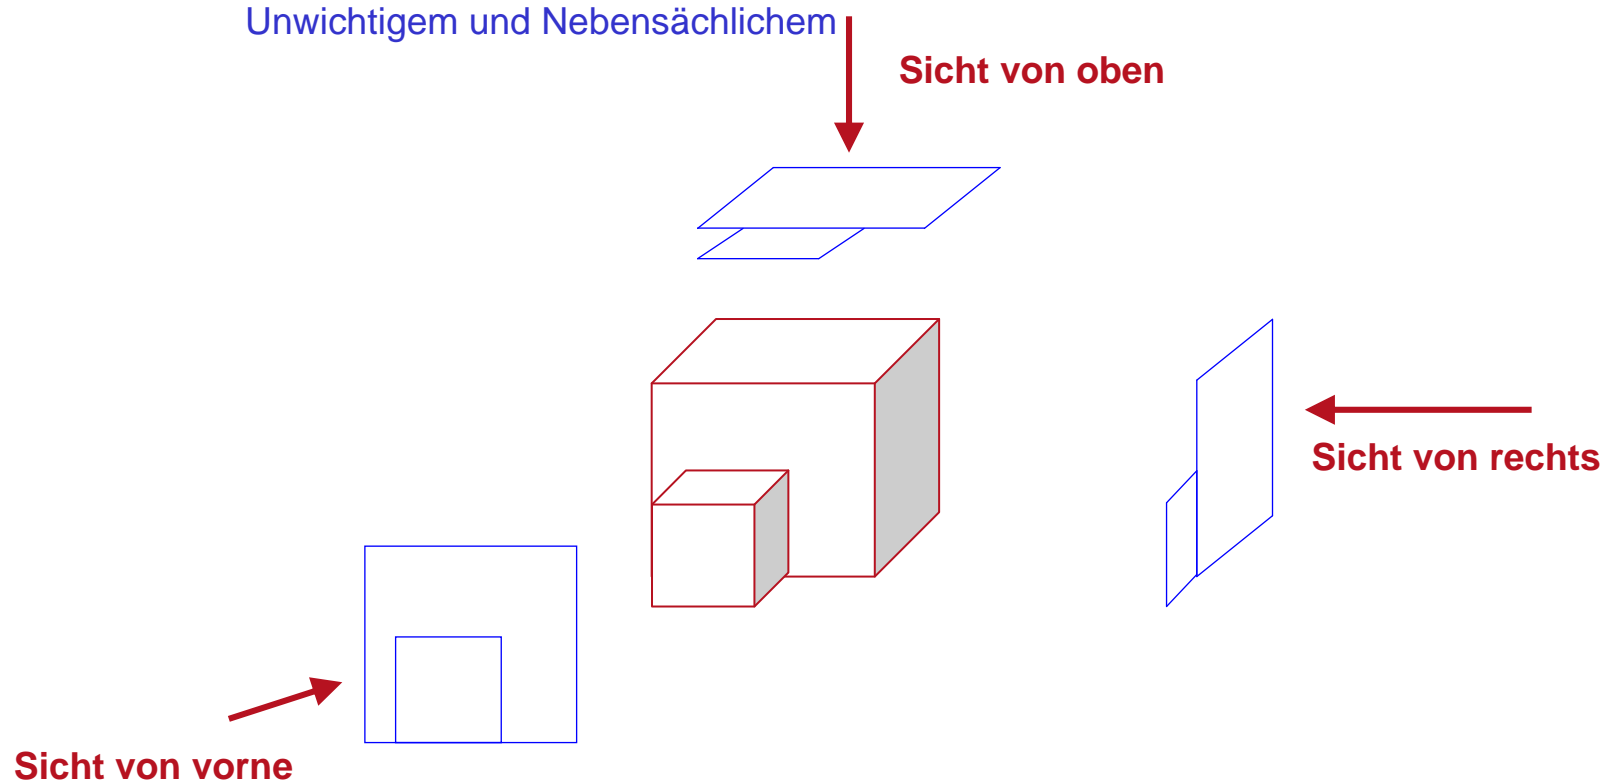 Unwichtigem und Nebensächlichem
Sicht von oben
Sicht von rechts
Sicht von vorne